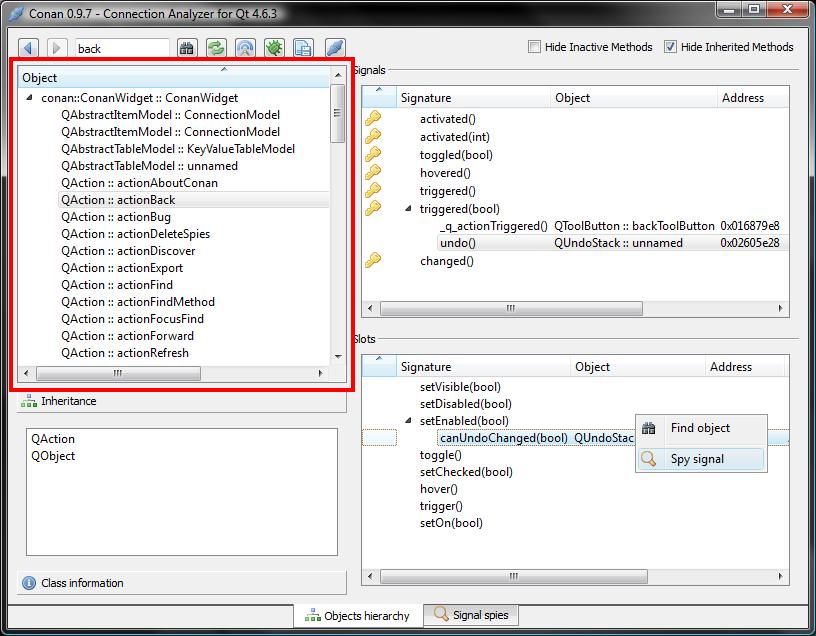 Conan 0.9.7 - Connection Analyzer for Qt 4.6.3
back
Hide Inactive Methods
Hide Inherited Methods
Object
conan::ConanWidget :: ConanWidget
QAbstractItemModel :: ConnectionModel
QAbstractItemModel :: ConnectionModel
QAbstractTableModel :: KeyValueTableModel
QAbstractTableModel :: unnamed
QAction :: actionAboutConan
QAction :: actionBack
QAction :: actionBug
QAction :: actionDeleteSpies
QAction :: actionDiscover
QAction :: actionExport
QAction :: actionFind
QAction :: actionFindMethod
QAction :: actionFocusFind
QAction :: actionForward
QAction :: actionRefresh
Inheritance
QAction
QObject
Class information
Signals
Signature Object Address
activated()
activated(int)
toggled(bool)
hovered()
triggered()
triggered(bool)
_q_actionTriggered() QToolButton :: backToolButton 0x016879e8
undo() QUndoStack :: unnamed 0x02605e28
changed()
Slots
Signature Object Address
setVisible(bool)
setDisabled(bool)
setEnabled(bool)
canUndoChanged(bool) QUndoStac
toggle()
setChecked(bool)
hover()
trigger()
setOn(bool)
Find object
Spy signal
Objects hierarchy
Signal spies